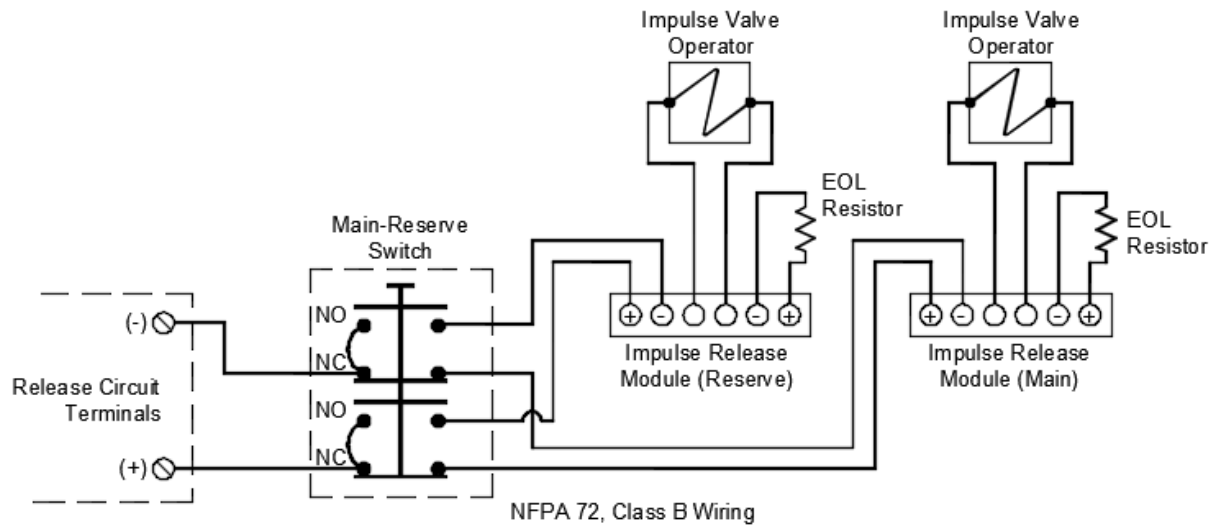 Impulse Valve
Operator
Impulse Valve
Operator
EOL
Resistor
EOL
Resistor
Main-Reserve
Switch
NO
NC
NO
NC
(-)
Release Circuit
Terminals
(+)
+ - - +
Impulse Release
Module (Reserve)
+ - - +
Impulse Release
Module (Main)
NFPA 72, Class B Wiring